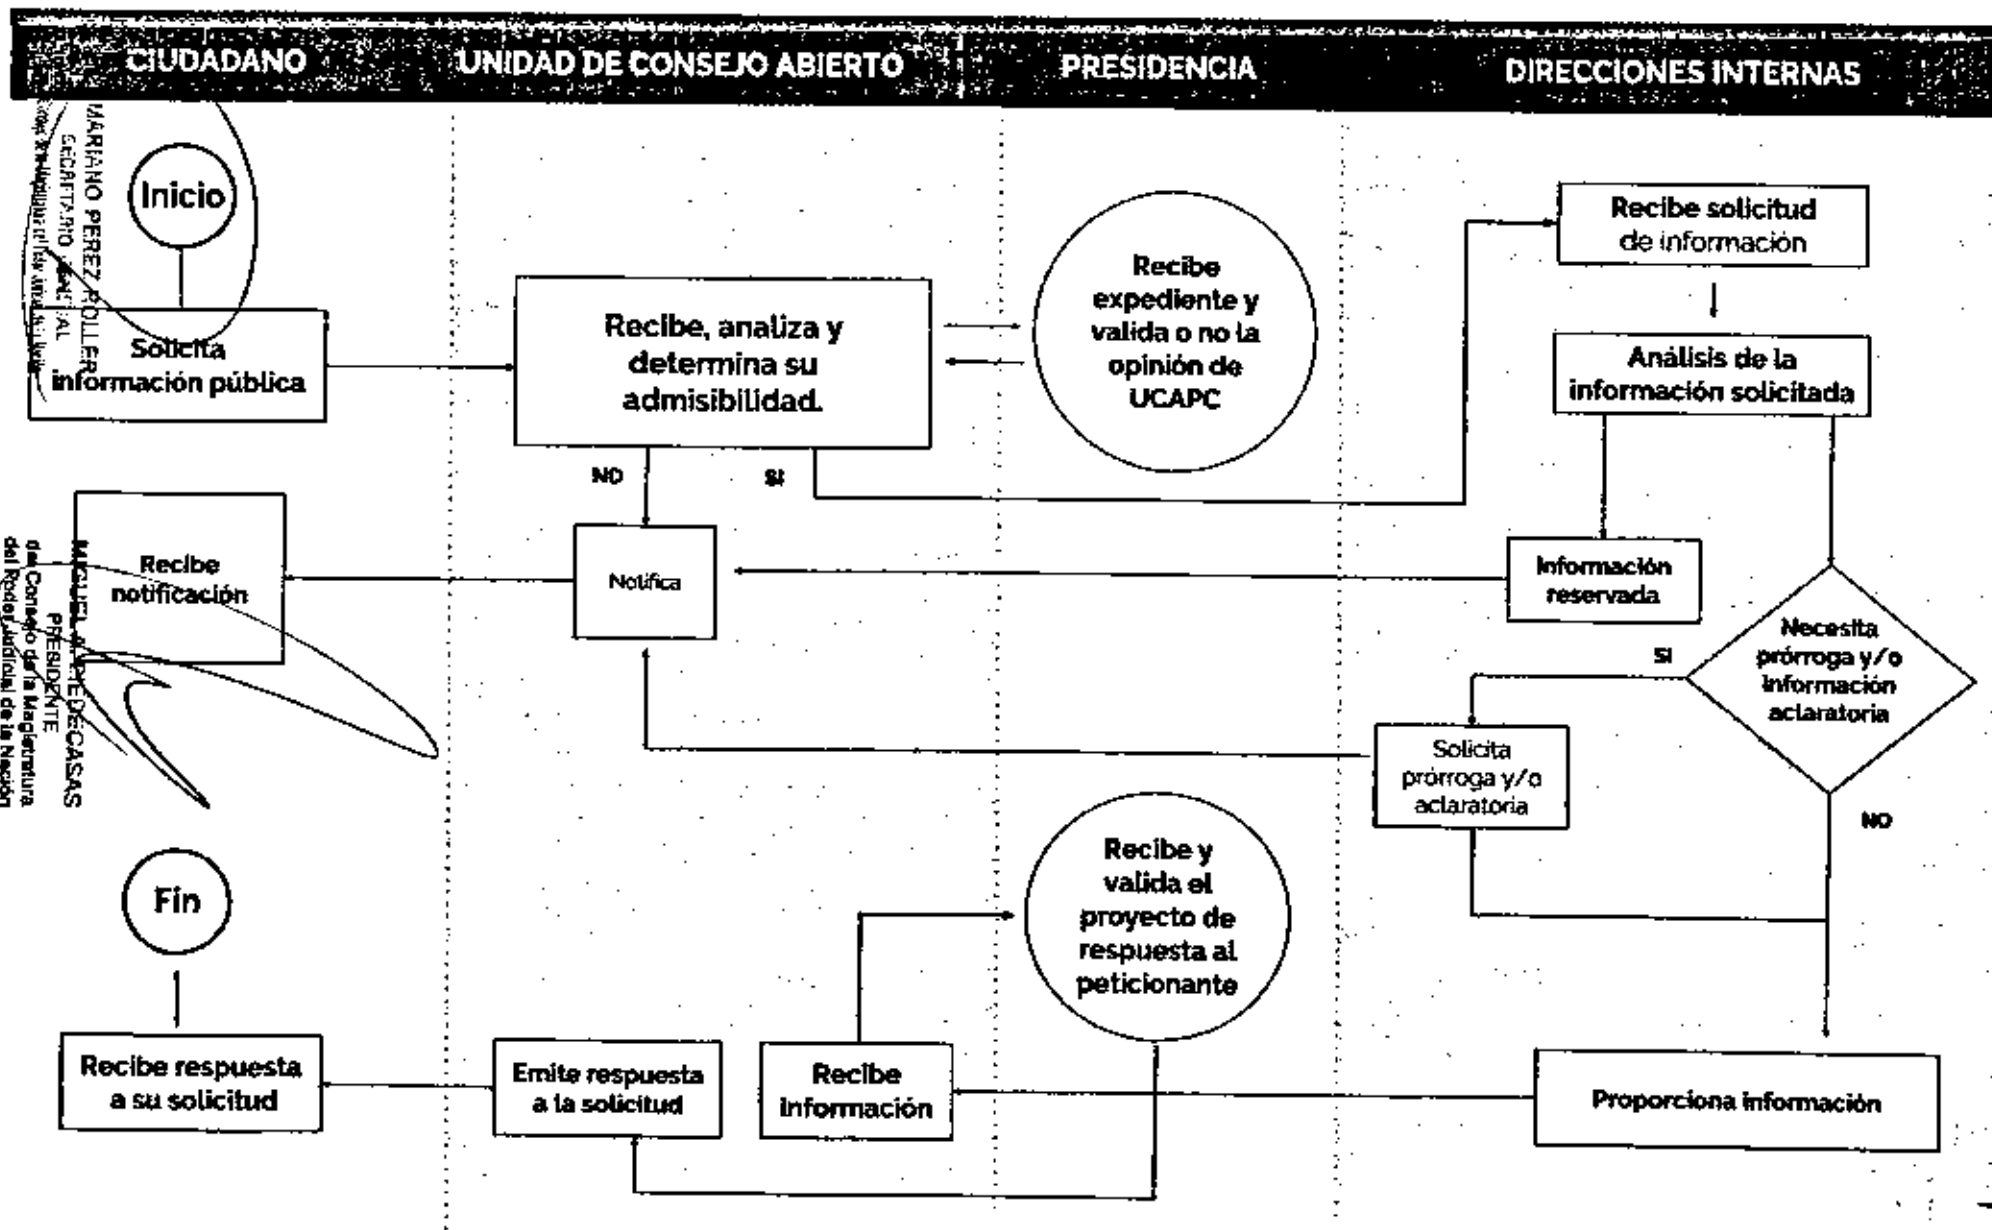 CIUDADANO
UNIDAD DE CONSEJO ABIERTO
PRESIDENCIA
DIRECCIONES INTERNAS
MARIANO PEREZ ROLLER
SECRETARIO
Inicio
Solicita
información pública
Recibe, analiza y
determina su
admisibilidad.
Recibe
expediente y
valida o no la
opinión de
UCAPC
Recibe solicitud
de información
Análisis de la
información solicitada
NO
SI
Recibe
notificación
Notifica
Información
reservada
Necesita
prórroga y/o
información
aclaratoria
SI
NO
Solicita
prórroga y/o
aclaratoria
MIGUEL A. PIEDECASAS
PRESIDENTE
del Consejo de la Magistratura
del Poder Judicial de la Nación
Fin
Recibe y
valida el
proyecto de
respuesta al
peticionante
Recibe respuesta
a su solicitud
Emite respuesta
a la solicitud
Recibe
Información
Proporciona información